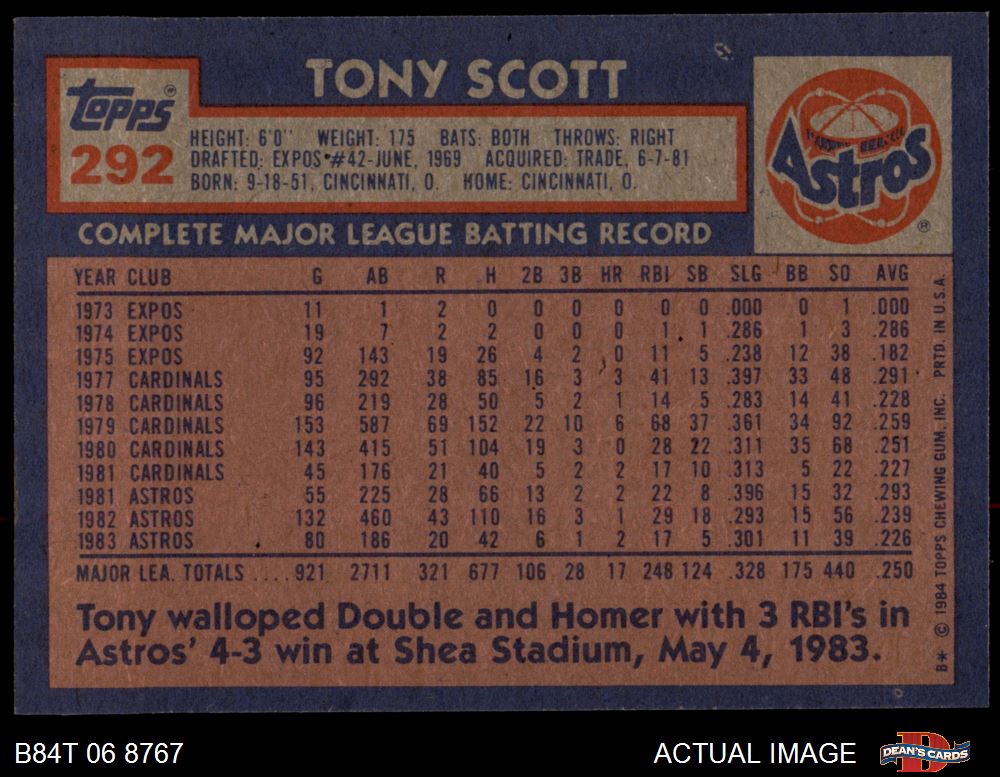 TONY SCOTT
Topps ®
292
HEIGHT: 6'0" WEIGHT: 175 BATS: BOTH THROWS: RIGHT
DRAFTED: EXPOS #42-JUNE, 1969 ACQUIRED: TRADE, 6-7-81
BORN: 9-18-51, CINCINNATI, O. HOME: CINCINNATI, O.
Astros
®
COMPLETE MAJOR LEAGUE BATTING RECORD
YEAR CLUB G AB R H 2B 3B HR RBI SB SLG BB SO AVG
1973 EXPOS 11 1 2 0 0 0 0 0 0 .000 0 1 .000
1974 EXPOS 19 7 2 2 0 0 0 1 1 .286 1 3 .286
1975 EXPOS 92 143 19 26 4 2 0 11 5 .238 12 38 .182
1977 CARDINALS 95 292 38 85 16 3 3 41 13 .397 33 48 .291
1978 CARDINALS 96 219 28 50 5 2 1 14 5 .283 14 41 .228
1979 CARDINALS 153 587 69 152 22 10 6 68 37 .361 34 92 .259
1980 CARDINALS 143 415 51 104 19 3 0 28 22 .311 35 68 .251
1981 CARDINALS 45 176 21 40 5 2 2 17 10 .313 5 22 .227
1981 ASTROS 55 225 28 66 13 2 2 22 8 .396 15 32 .293
1982 ASTROS 132 460 43 110 16 3 1 29 18 .293 15 56 .239
1983 ASTROS 80 186 20 42 6 1 2 17 5 .301 11 39 .226
MAJOR LEA. TOTALS ....921 2711 321 677 106 28 17 248 124 .328 175 440 .250
Tony walloped Double and Homer with 3 RBI's in
Astros' 4-3 win at Shea Stadium, May 4, 1983.
B* © 1984 TOPPS CHEWING GUM, INC. PRTD. IN U.S.A.
B84T 06 8767
ACTUAL IMAGE
DEAN'S CARDS